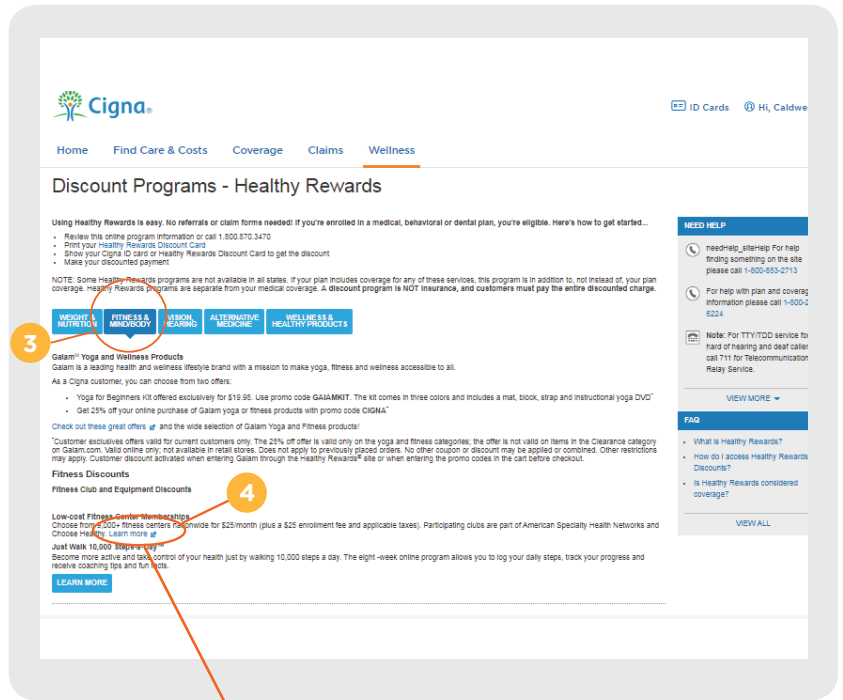 Cigna®
ID Cards Hi, Caldwe
Home Find Care & Costs Coverage Claims Wellness
Discount Programs - Healthy Rewards
Using Healthy Rewards is easy. No referrals or claim forms needed! If you're enrolled in a medical, behavioral or dental plan, you're eligible. Here's how to get started...
• Review this online program information or call 1.800.870.3470
• Print your Healthy Rewards Discount Card
• Show your Cigna ID card or Healthy Rewards Discount Card to get the discount
• Make your discounted payment
NOTE: Some Healthy Rewards programs are not available in all states. If your plan includes coverage for any of these services, this program is in addition to, not instead of, your plan
coverage. Healthy Rewards programs are separate from your medical coverage. A discount program is NOT insurance, and customers must pay the entire discounted charge.
WEIGHT & NUTRITION
FITNESS & MIND/BODY
VISION, HEARING
ALTERNATIVE MEDICINE
WELLNESS & HEALTHY PRODUCTS
3
Gaiam℠ Yoga and Wellness Products
Gaiam is a leading health and wellness lifestyle brand with a mission to make yoga, fitness and wellness accessible to all.
As a Cigna customer, you can choose from two offers:
• Yoga for Beginners Kit offered exclusively for $19.98. Use promo code GAIAMKIT. The kit comes in three colors and includes a mat, block, strap and instructional yoga DVD*
• Get 25% off your online purchase of Gaiam yoga or fitness products with promo code CIGNA*
Check out these great offers and the wide selection of Gaiam Yoga and Fitness products!
*Customer exclusives offers valid for current customers only. The 25% off offer is valid only on the yoga and fitness categories; the offer is not valid on items in the Clearance category
on Gaiam.com. Valid online only; not available in retail stores. Does not apply to previously placed orders. No other coupon or discount may be applied or combined. Other restrictions
may apply. Customer discount activated when entering Gaiam through the Healthy Rewards® site or when entering the promo codes in the cart before checkout.
Fitness Discounts
Fitness Club and Equipment Discounts
4
Low-cost Fitness Center Memberships
Choose from 9,000+ fitness centers nationwide for $25/month (plus a $25 enrollment fee and applicable taxes). Participating clubs are part of American Specialty Health Networks and
Choose Healthy. Learn more
Just Walk 10,000 Steps-a-Day℠
Become more active and take control of your health just by walking 10,000 steps a day. The eight -week online program allows you to log your daily steps, track your progress and
receive coaching tips and fun facts.
LEARN MORE
NEED HELP
needHelp_siteHelp For help
finding something on the site
please call 1-800-853-2713
For help with plan and coverag
information please call 1-800-2
6224
Note: For TTY/TDD service fo
hard of hearing and deaf caller
call 711 for Telecommunication
Relay Service.
VIEW MORE
FAQ
• What is Healthy Rewards?
• How do I access Healthy Rewards
Discounts?
• Is Healthy Rewards considered
coverage?
VIEW ALL